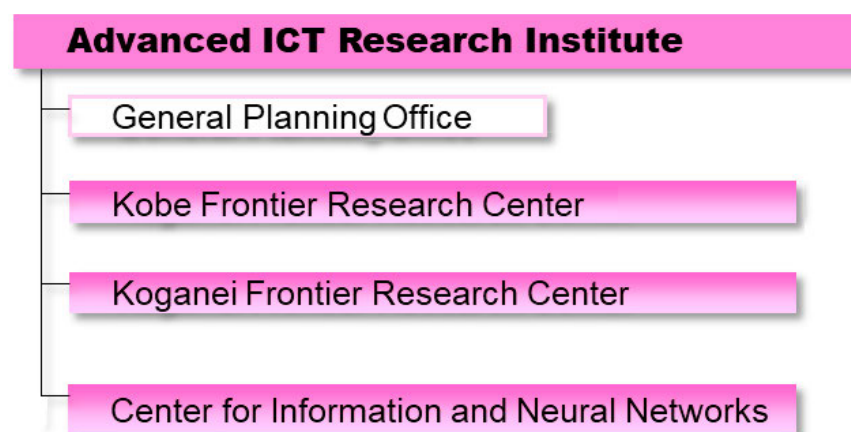 Advanced ICT Research Institute
General Planning Office
Kobe Frontier Research Center
Koganei Frontier Research Center
Center for Information and Neural Networks